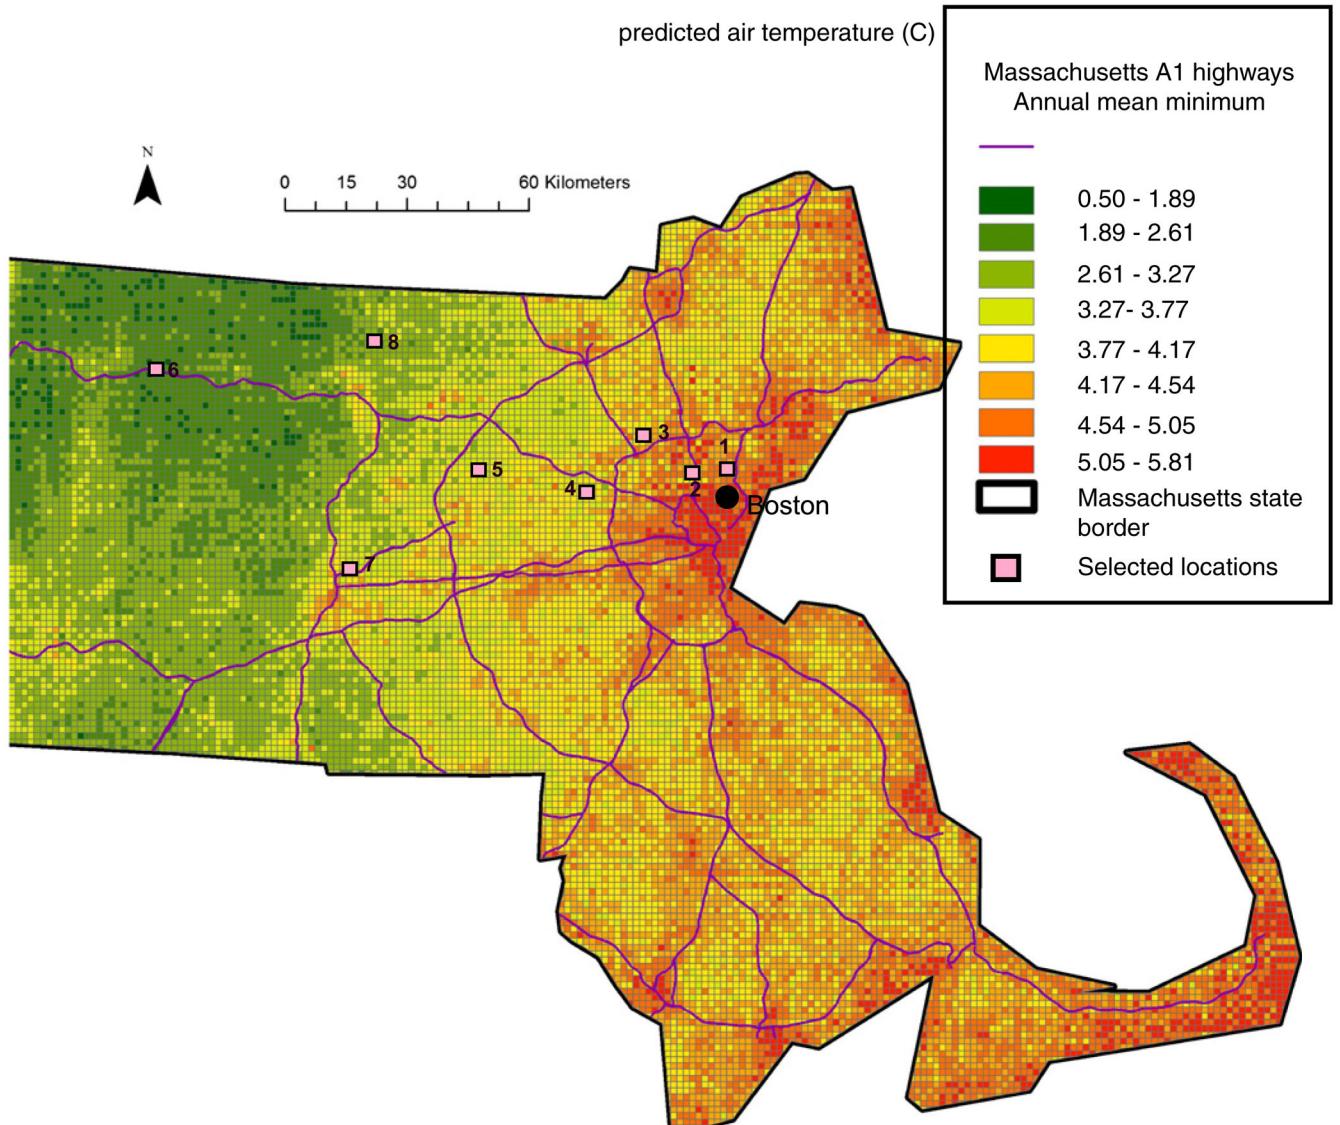 predicted air temperature (C)
Massachusetts A1 highways
Annual mean minimum
0.50 - 1.89
1.89 - 2.61
2.61 - 3.27
3.27- 3.77
3.77 - 4.17
4.17 - 4.54
4.54 - 5.05
5.05 - 5.81
Massachusetts state
border
Selected locations
N
0 15 30 60 Kilometers
8
6
3
1
5
4
2
Boston
7